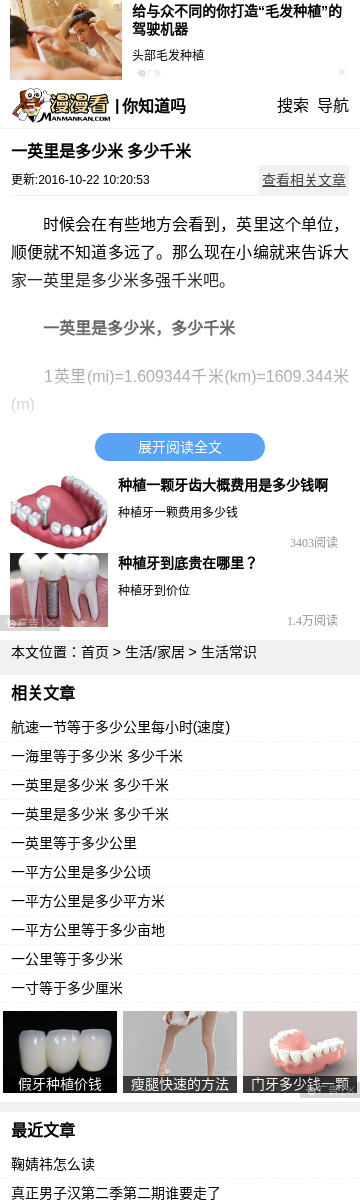 给与众不同的你打造“毛发种植”的
驾驶机器
头部毛发种植
广告
漫漫看 | 你知道吗
MANMANKAN.COM
搜索 导航
一英里是多少米 多少千米
更新:2016-10-22 10:20:53
查看相关文章
时候会在有些地方会看到，英里这个单位，
顺便就不知道多远了。那么现在小编就来告诉大
家一英里是多少米多强千米吧。
一英里是多少米，多少千米
1英里(mi)=1.609344千米(km)=1609.344米
(m)
展开阅读全文
种植一颗牙齿大概费用是多少钱啊
种植牙一颗费用多少钱
3403阅读
种植牙到底贵在哪里？
种植牙到价位
1.4万阅读
广告
本文位置：首页 > 生活/家居 > 生活常识
相关文章
航速一节等于多少公里每小时(速度)
一海里等于多少米 多少千米
一英里是多少米 多少千米
一英里是多少米 多少千米
一英里等于多少公里
一平方公里是多少公顷
一平方公里是多少平方米
一平方公里等于多少亩地
一公里等于多少米
一寸等于多少厘米
假牙种植价钱
瘦腿快速的方法
门牙多少钱一颗
广告
最近文章
鞠婧祎怎么读
真正男子汉第二季第二期谁要走了